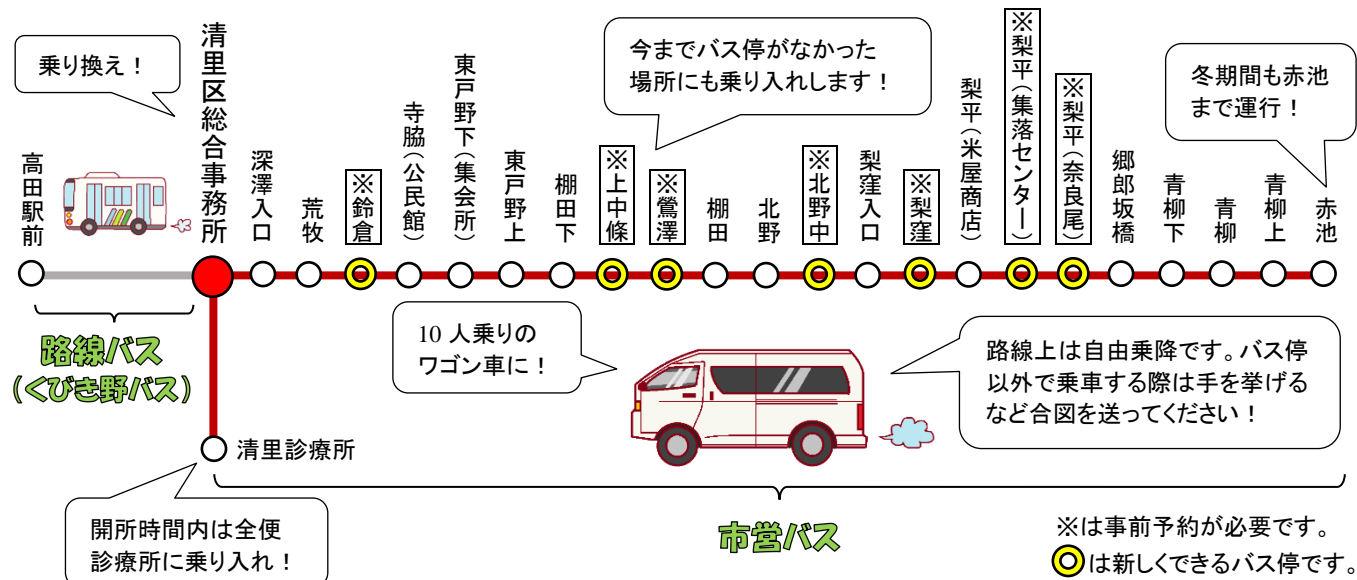 乗り換え！
今までバス停がなかった
場所にも乗り入れします！
冬期間も赤池
まで運行！
高田駅前
清里区総合事務所
深澤入口
荒牧
※鈴倉
寺脇（公民館）
東戸野下（集会所）
東戸野上
棚田下
※上中條
※鶯澤
棚田
北野
※北野中
梨窪入口
※梨窪
梨平（米屋商店）
※梨平（集落センター）
※梨平（奈良尾）
郷郎坂橋
青柳下
青柳
青柳上
赤池
路線バス
（くびき野バス）
10 人乗りの
ワゴン車に！
路線上は自由乗降です。バス停
以外で乗車する際は手を挙げる
など合図を送ってください！
清里診療所
開所時間内は全便
診療所に乗り入れ！
市営バス
※は事前予約が必要です。
は新しくできるバス停です。